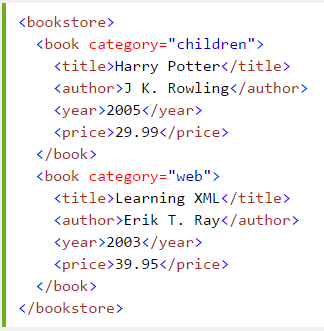 <bookstore>
  <book category="children">
    <title>Harry Potter</title>
    <author>J K. Rowling</author>
    <year>2005</year>
    <price>29.99</price>
  </book>
  <book category="web">
    <title>Learning XML</title>
    <author>Erik T. Ray</author>
    <year>2003</year>
    <price>39.95</price>
  </book>
</bookstore>